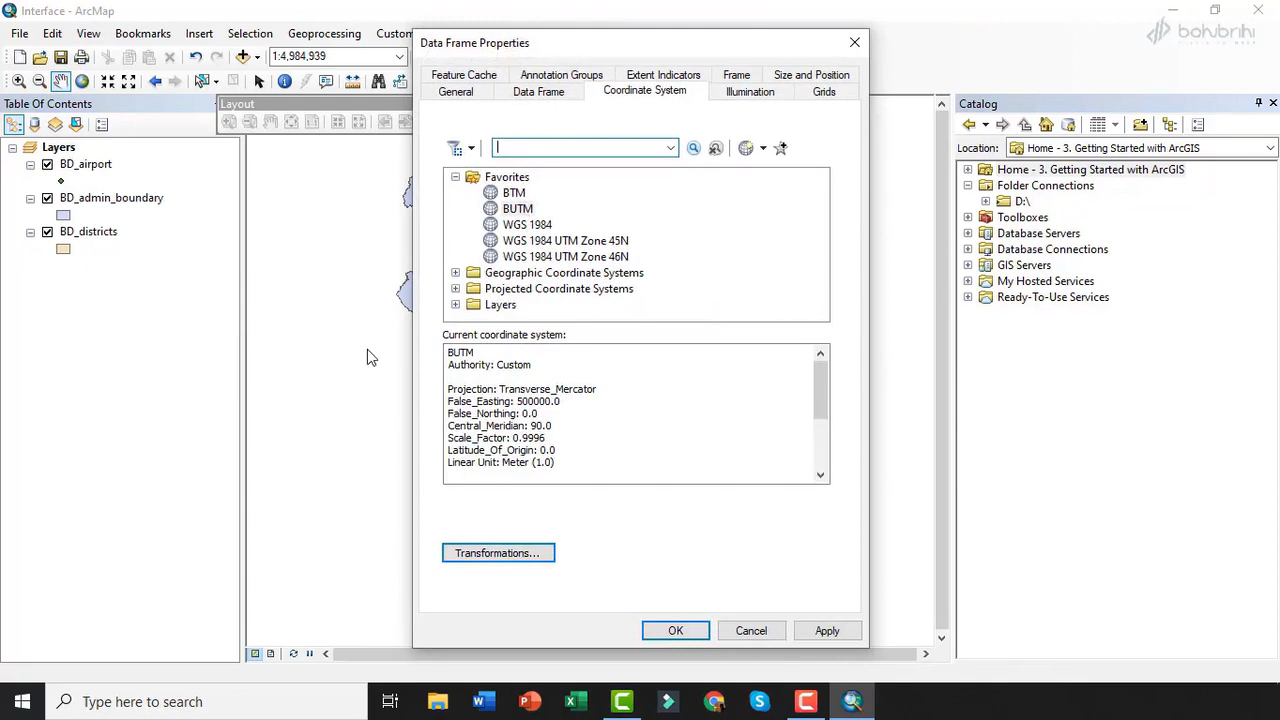 Interface - ArcMap
File Edit View Bookmarks Insert Selection Geoprocessing Custom
1:4,984,939
Table Of Contents
Layers
BD_airport
BD_admin_boundary
BD_districts
Layout
Data Frame Properties
Feature Cache Annotation Groups Extent Indicators Frame Size and Position
General Data Frame Coordinate System Illumination Grids
Favorites
BTM
BUTM
WGS 1984
WGS 1984 UTM Zone 45N
WGS 1984 UTM Zone 46N
Geographic Coordinate Systems
Projected Coordinate Systems
Layers
Current coordinate system:
BUTM
Authority: Custom
Projection: Transverse_Mercator
False_Easting: 500000.0
False_Northing: 0.0
Central_Meridian: 90.0
Scale_Factor: 0.9996
Latitude_Of_Origin: 0.0
Linear Unit: Meter (1.0)
Transformations...
OK Cancel Apply
bohubrihi
Catalog
Location: Home - 3. Getting Started with ArcGIS
Home - 3. Getting Started with ArcGIS
Folder Connections
D:\
Toolboxes
Database Servers
Database Connections
GIS Servers
My Hosted Services
Ready-To-Use Services
Type here to search